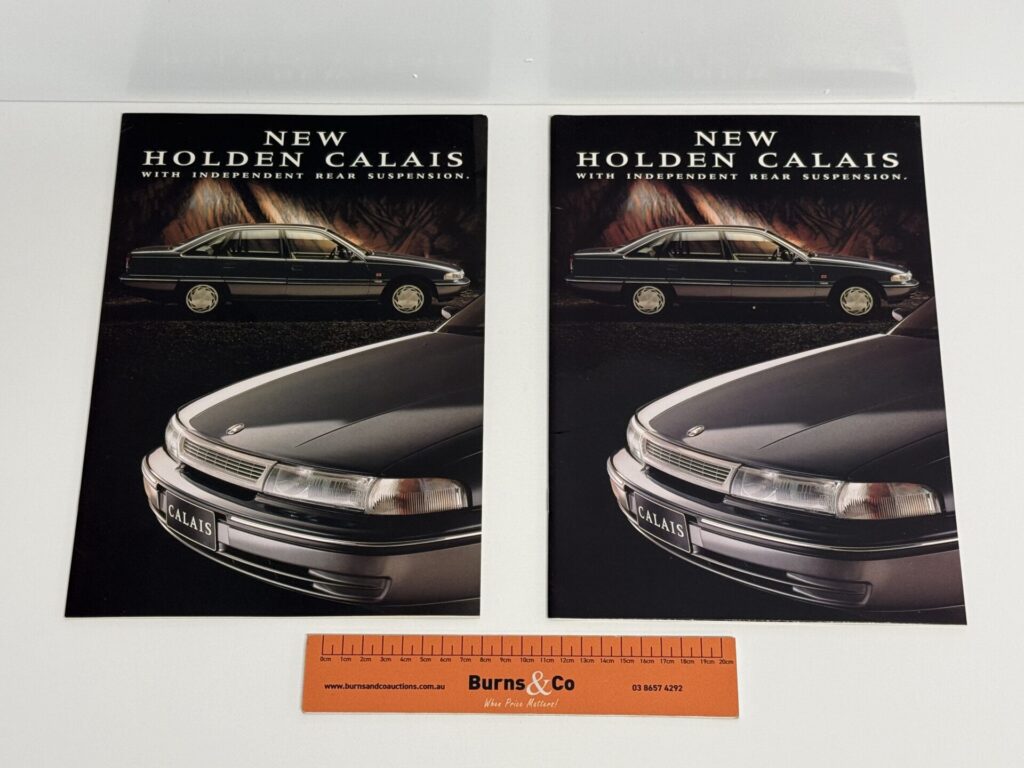 NEW
HOLDEN CALAIS
WITH INDEPENDENT REAR SUSPENSION.
CALAIS
NEW
HOLDEN CALAIS
WITH INDEPENDENT REAR SUSPENSION.
CALAIS
0cm 1cm 2cm 3cm 4cm 5cm 6cm 7cm 8cm 9cm 10cm 11cm 12cm 13cm 14cm 15cm 16cm 17cm 18cm 19cm 20cm
www.burnsandcoauctions.com.au Burns&Co 03 8657 4292
When Price Matters!